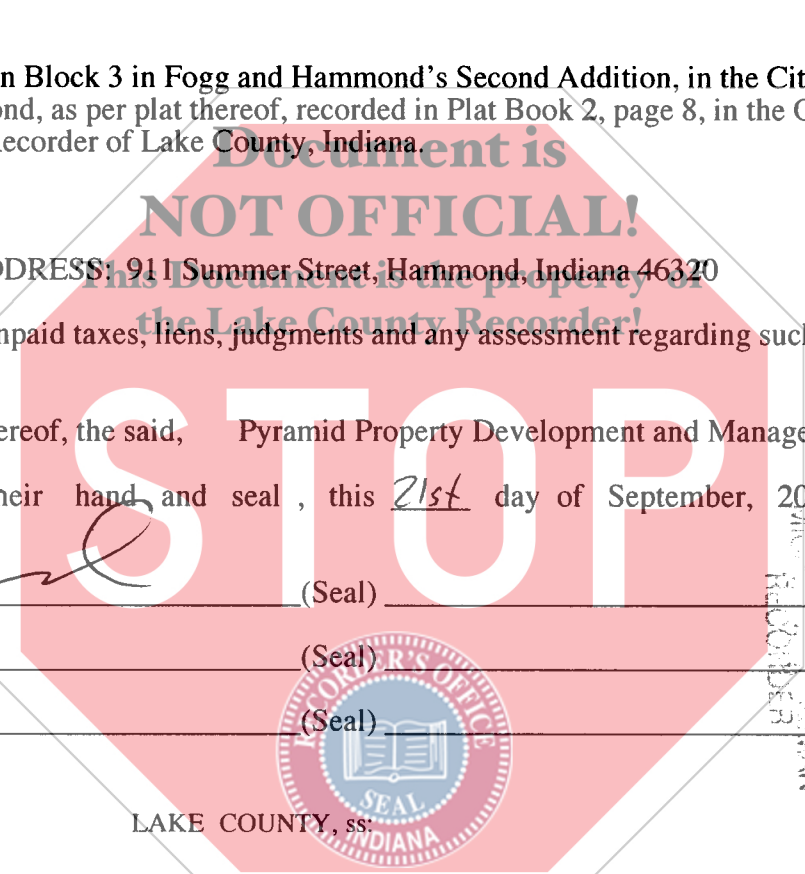 n Block 3 in Fogg and Hammond's Second Addition, in the Cit
ond, as per plat thereof, recorded in Plat Book 2, page 8, in the
ecorder of Lake County, Indiana.
Document is
NOT OFFICIAL!
DDRESS: 911 Summer Street, Hammond, Indiana 46320
This Document is the property of
the Lake County Recorder!
npaid taxes, liens, judgments and any assessment regarding such
ereof, the said, Pyramid Property Development and Manage
STOP
neir hand and seal , this 21st day of September, 20
(Seal)
(Seal)
(Seal)
RECORDER
RECORDER'S OFFICE
SEAL
INDIANA
LAKE COUNTY, ss: